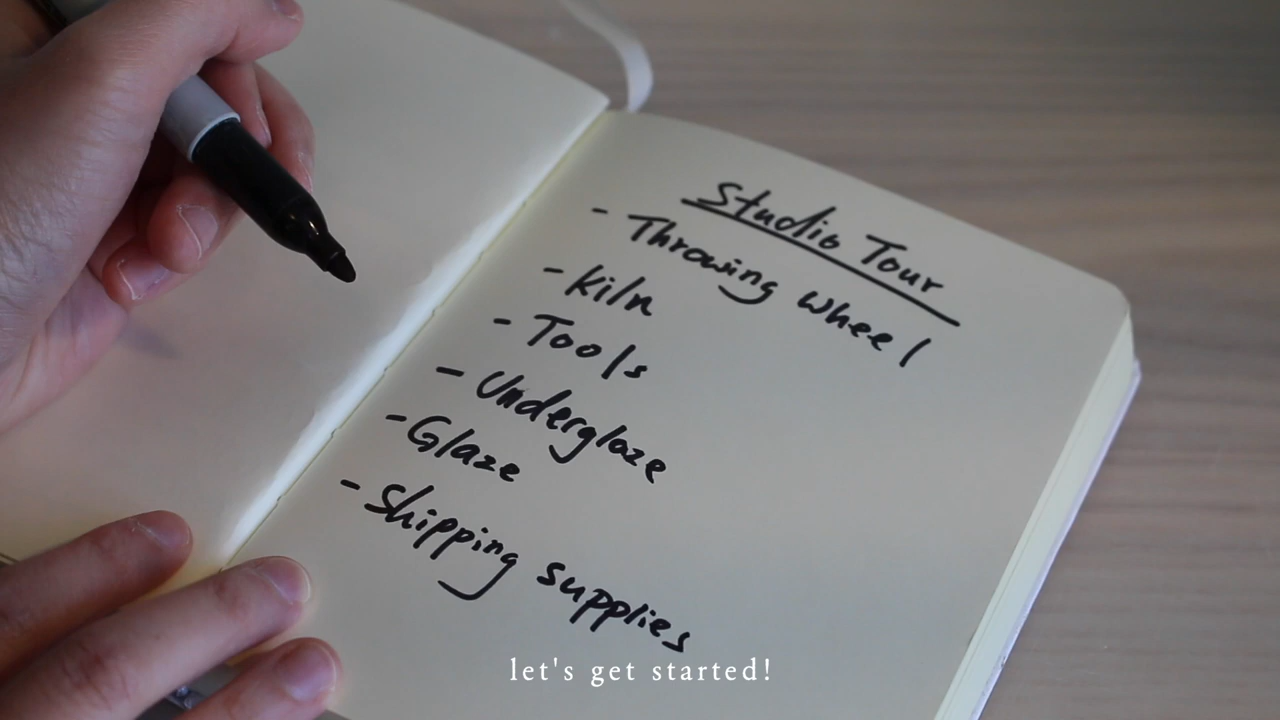 Studio Tour
- Throwing wheel
- Kiln
- Tools
- Underglaze
- Glaze
- Shipping supplies
let's get started!